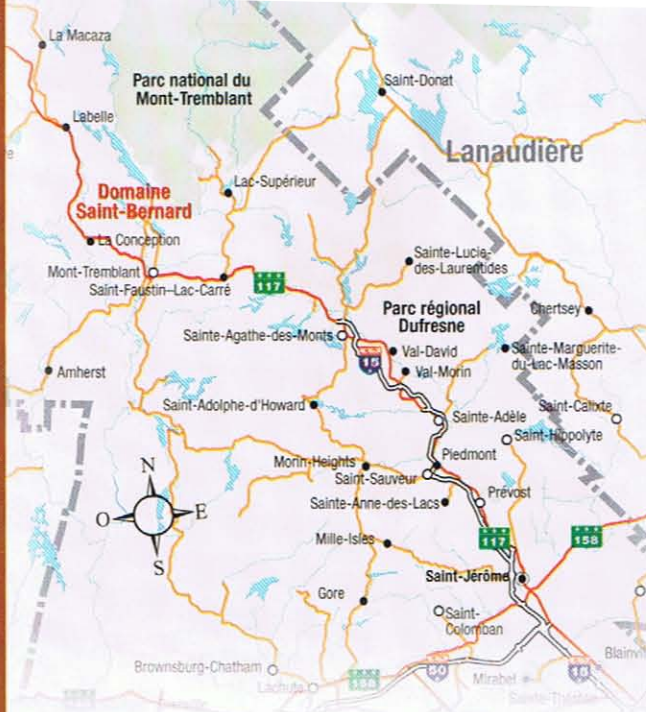 La Macaza
Parc national du
Mont-Tremblant
Saint-Donat
Labelle
Lanaudière
Lac-Supérieur
Domaine
Saint-Bernard
La Conception
Mont-Tremblant
Saint-Faustin–Lac-Carré
117
Sainte-Lucie-
des-Laurentides
Parc régional
Dufresne
Chertsey
Sainte-Agathe-des-Monts
15
Val-David
Val-Morin
Sainte-Marguerite-
du-Lac-Masson
Amherst
Saint-Adolphe-d'Howard
Sainte-Adèle
Saint-Calixte
Saint-Hippolyte
Morin-Heights
Piedmont
Saint-Sauveur
Prévost
Sainte-Anne-des-Lacs
N
O
E
S
Mille-Isles
117
158
Saint-Jérôme
Gore
Saint-
Colomban
Brownsburg-Chatham
Lachute
158
50
Mirabel
15
Blainvi